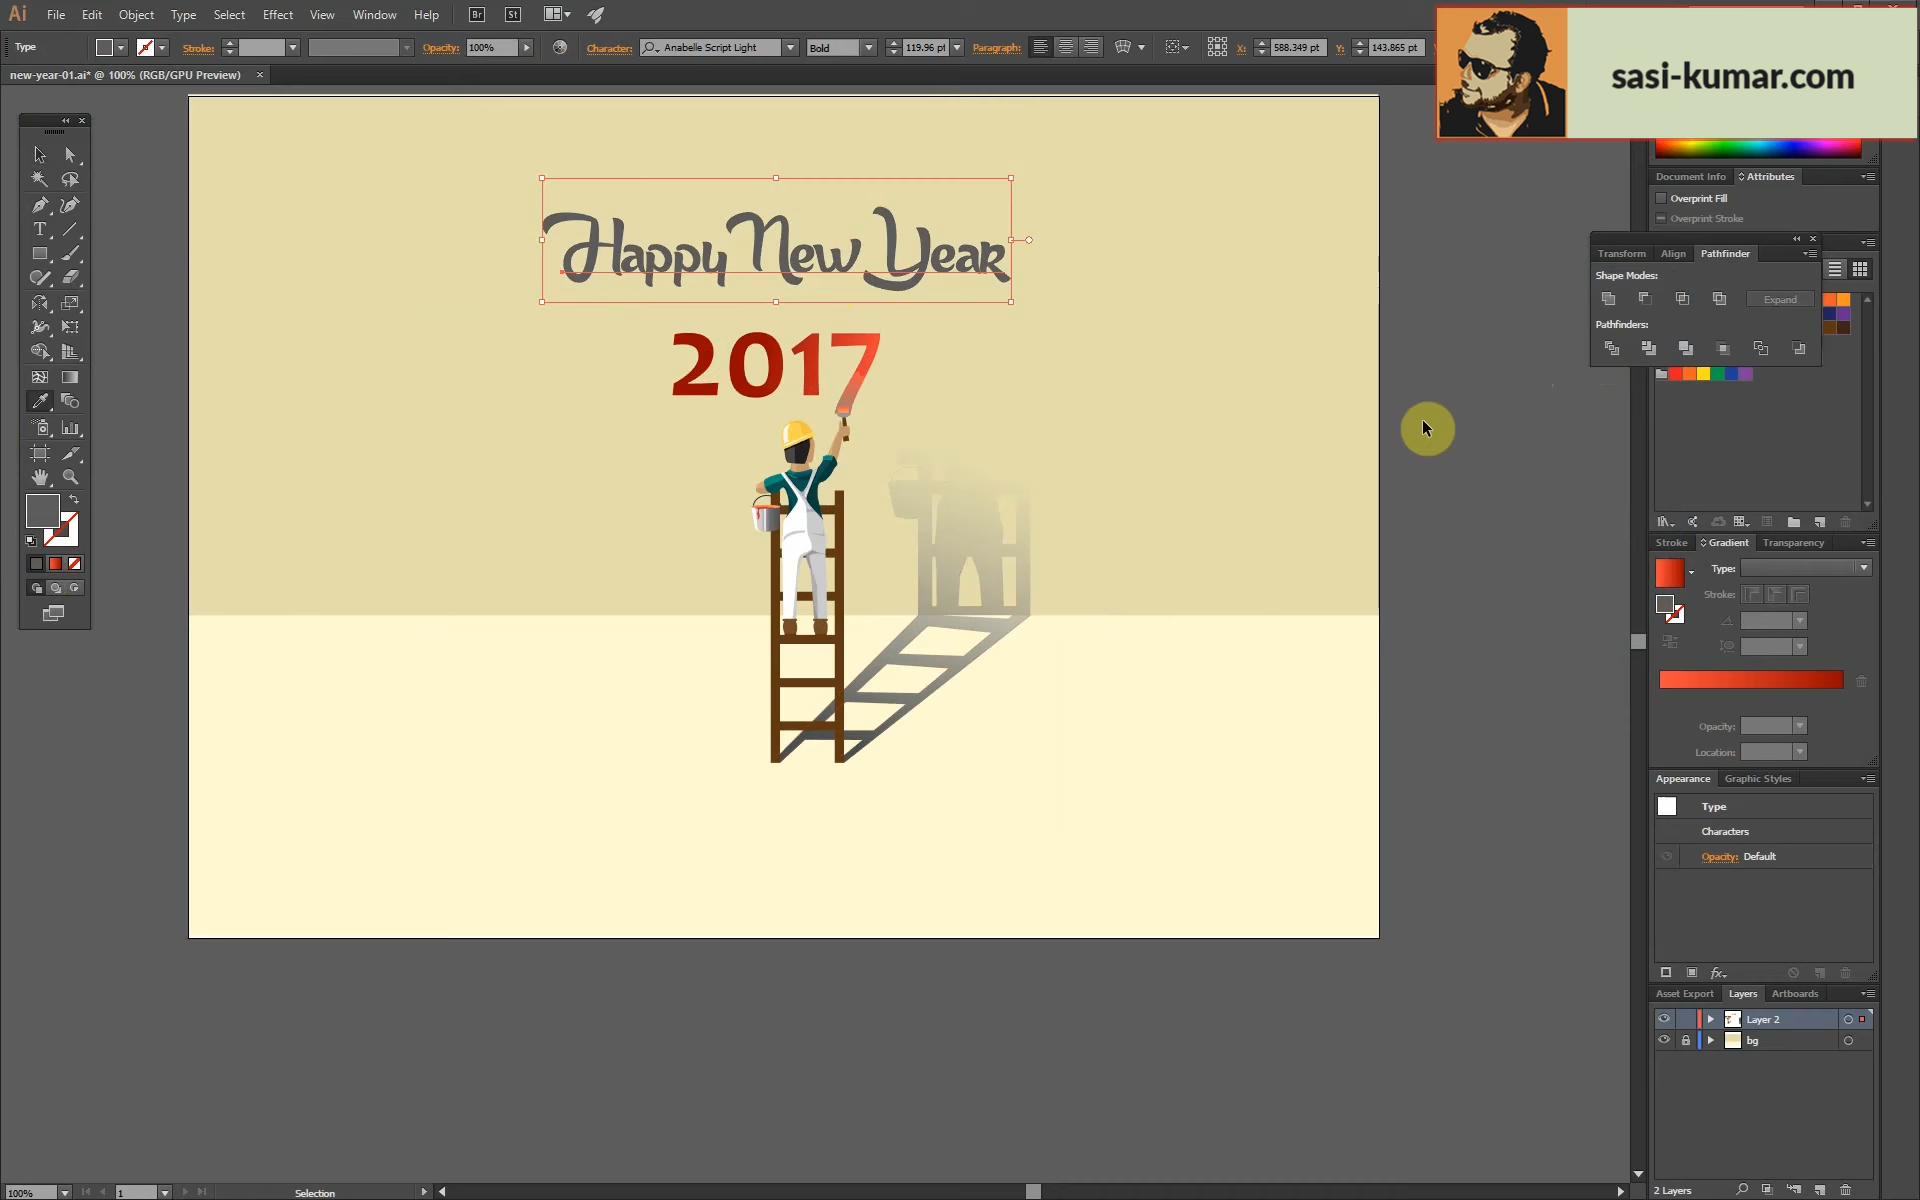 Ai File Edit Object Type Select Effect View Window Help Br St
Type Stroke: Opacity: 100% Character: Anabelle Script Light Bold 119.96 pt Paragraph: X: 588.349 pt Y: 143.865 pt
new-year-01.ai* @ 100% (RGB/GPU Preview) ×
sasi-kumar.com
Document Info Attributes
Overprint Fill
Overprint Stroke
Transform Align Pathfinder
Shape Modes:
Expand
Pathfinders:
Happy New Year
2017
Stroke Gradient Transparency
Type:
Stroke:
Opacity:
Location:
Appearance Graphic Styles
Type
Characters
Opacity: Default
fx
Asset Export Layers Artboards
Layer 2
bg
2 Layers
100% 1 Selection